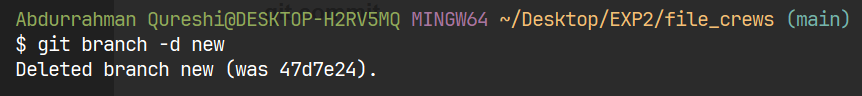 Abdurrahman Qureshi@DESKTOP-H2RV5MQ MINGW64 ~/Desktop/EXP2/file_crews (main)
$ git branch -d new
Deleted branch new (was 47d7e24).